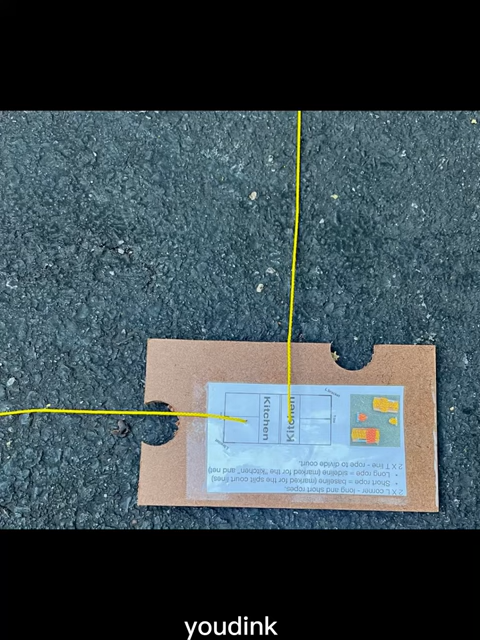 Kitchen
Kitchen
2 X L corner - long and short ropes.
• Short rope = baseline (marked for the split court lines)
• Long rope = sideline (marked for the "kitchen" and net)
2 X T line - rope to divide court.
youdink